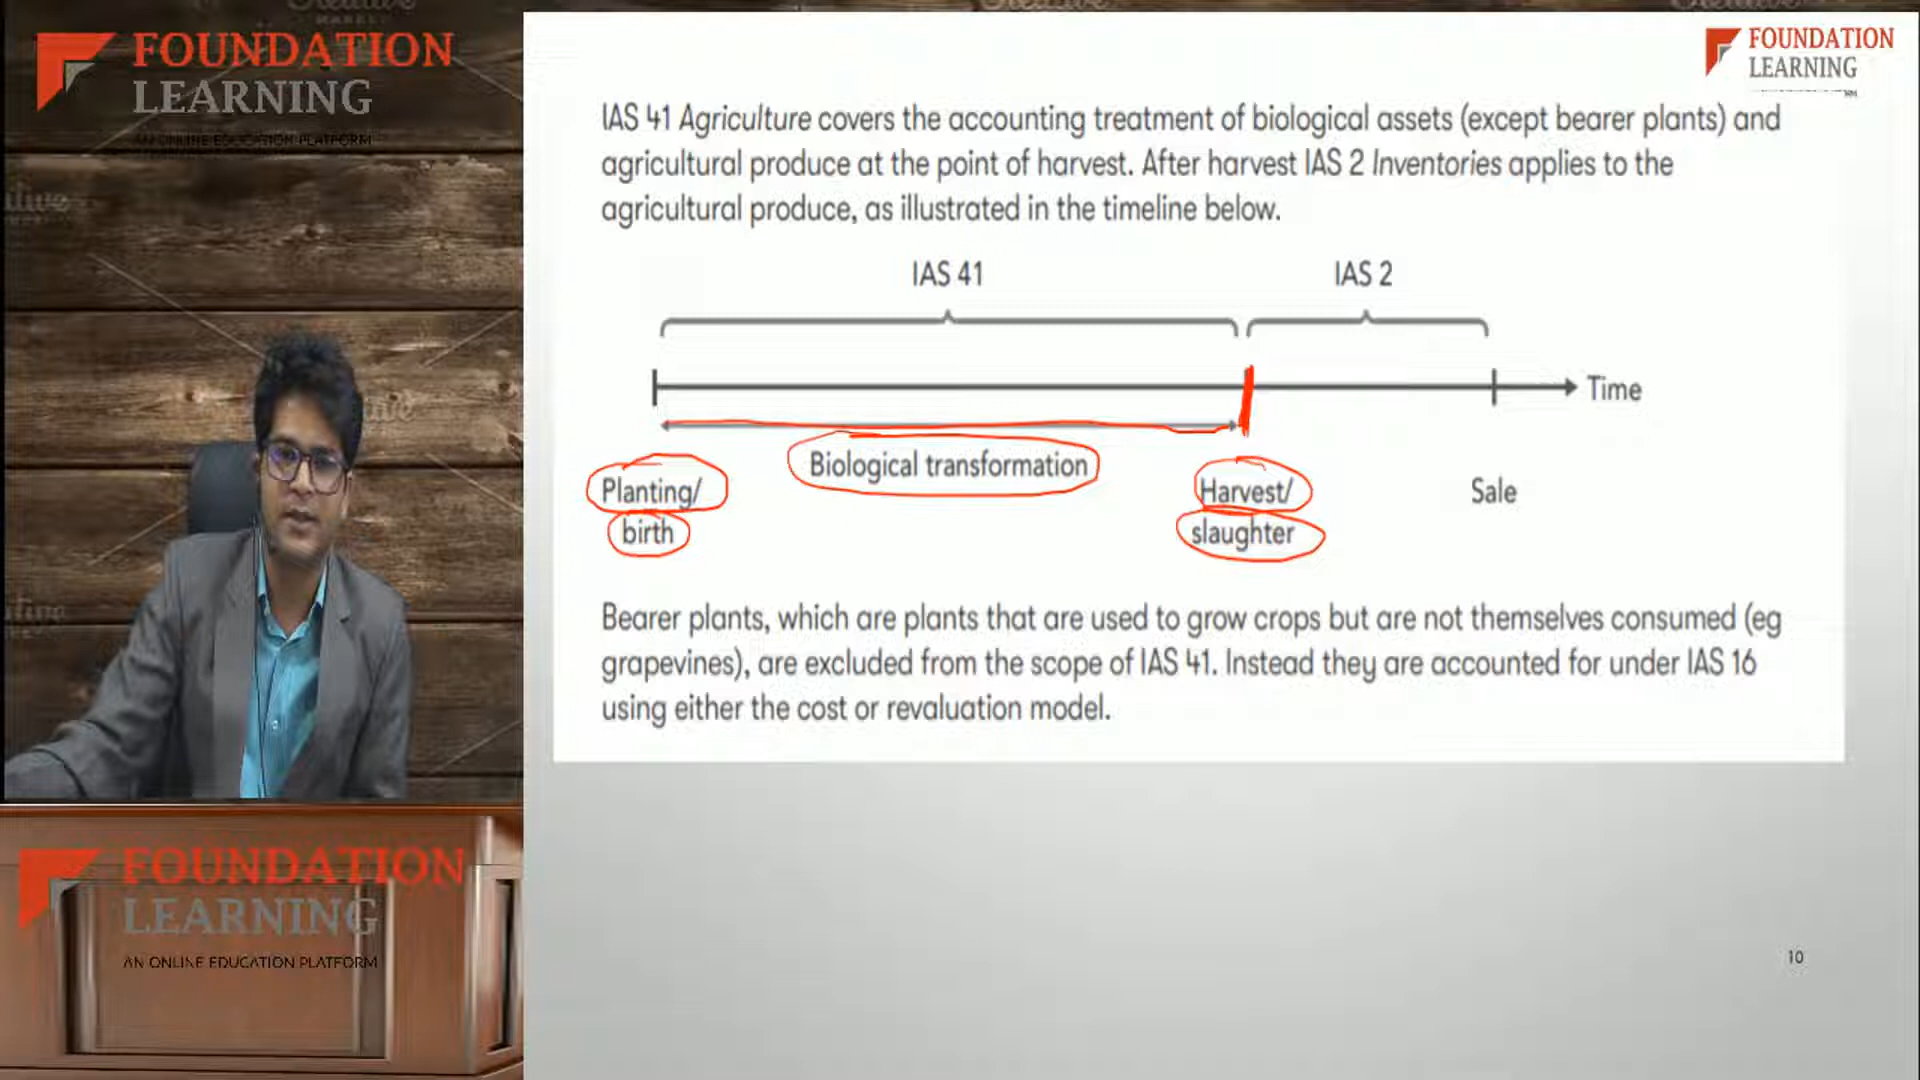 FOUNDATION
LEARNING
AN ONLINE EDUCATION PLATFORM
FOUNDATION
LEARNING
IAS 41 Agriculture covers the accounting treatment of biological assets (except bearer plants) and
agricultural produce at the point of harvest. After harvest IAS 2 Inventories applies to the
agricultural produce, as illustrated in the timeline below.
IAS 41
IAS 2
Time
Biological transformation
Planting/
birth
Harvest/
slaughter
Sale
Bearer plants, which are plants that are used to grow crops but are not themselves consumed (eg
grapevines), are excluded from the scope of IAS 41. Instead they are accounted for under IAS 16
using either the cost or revaluation model.
FOUNDATION
LEARNING
AN ONLINE EDUCATION PLATFORM
10